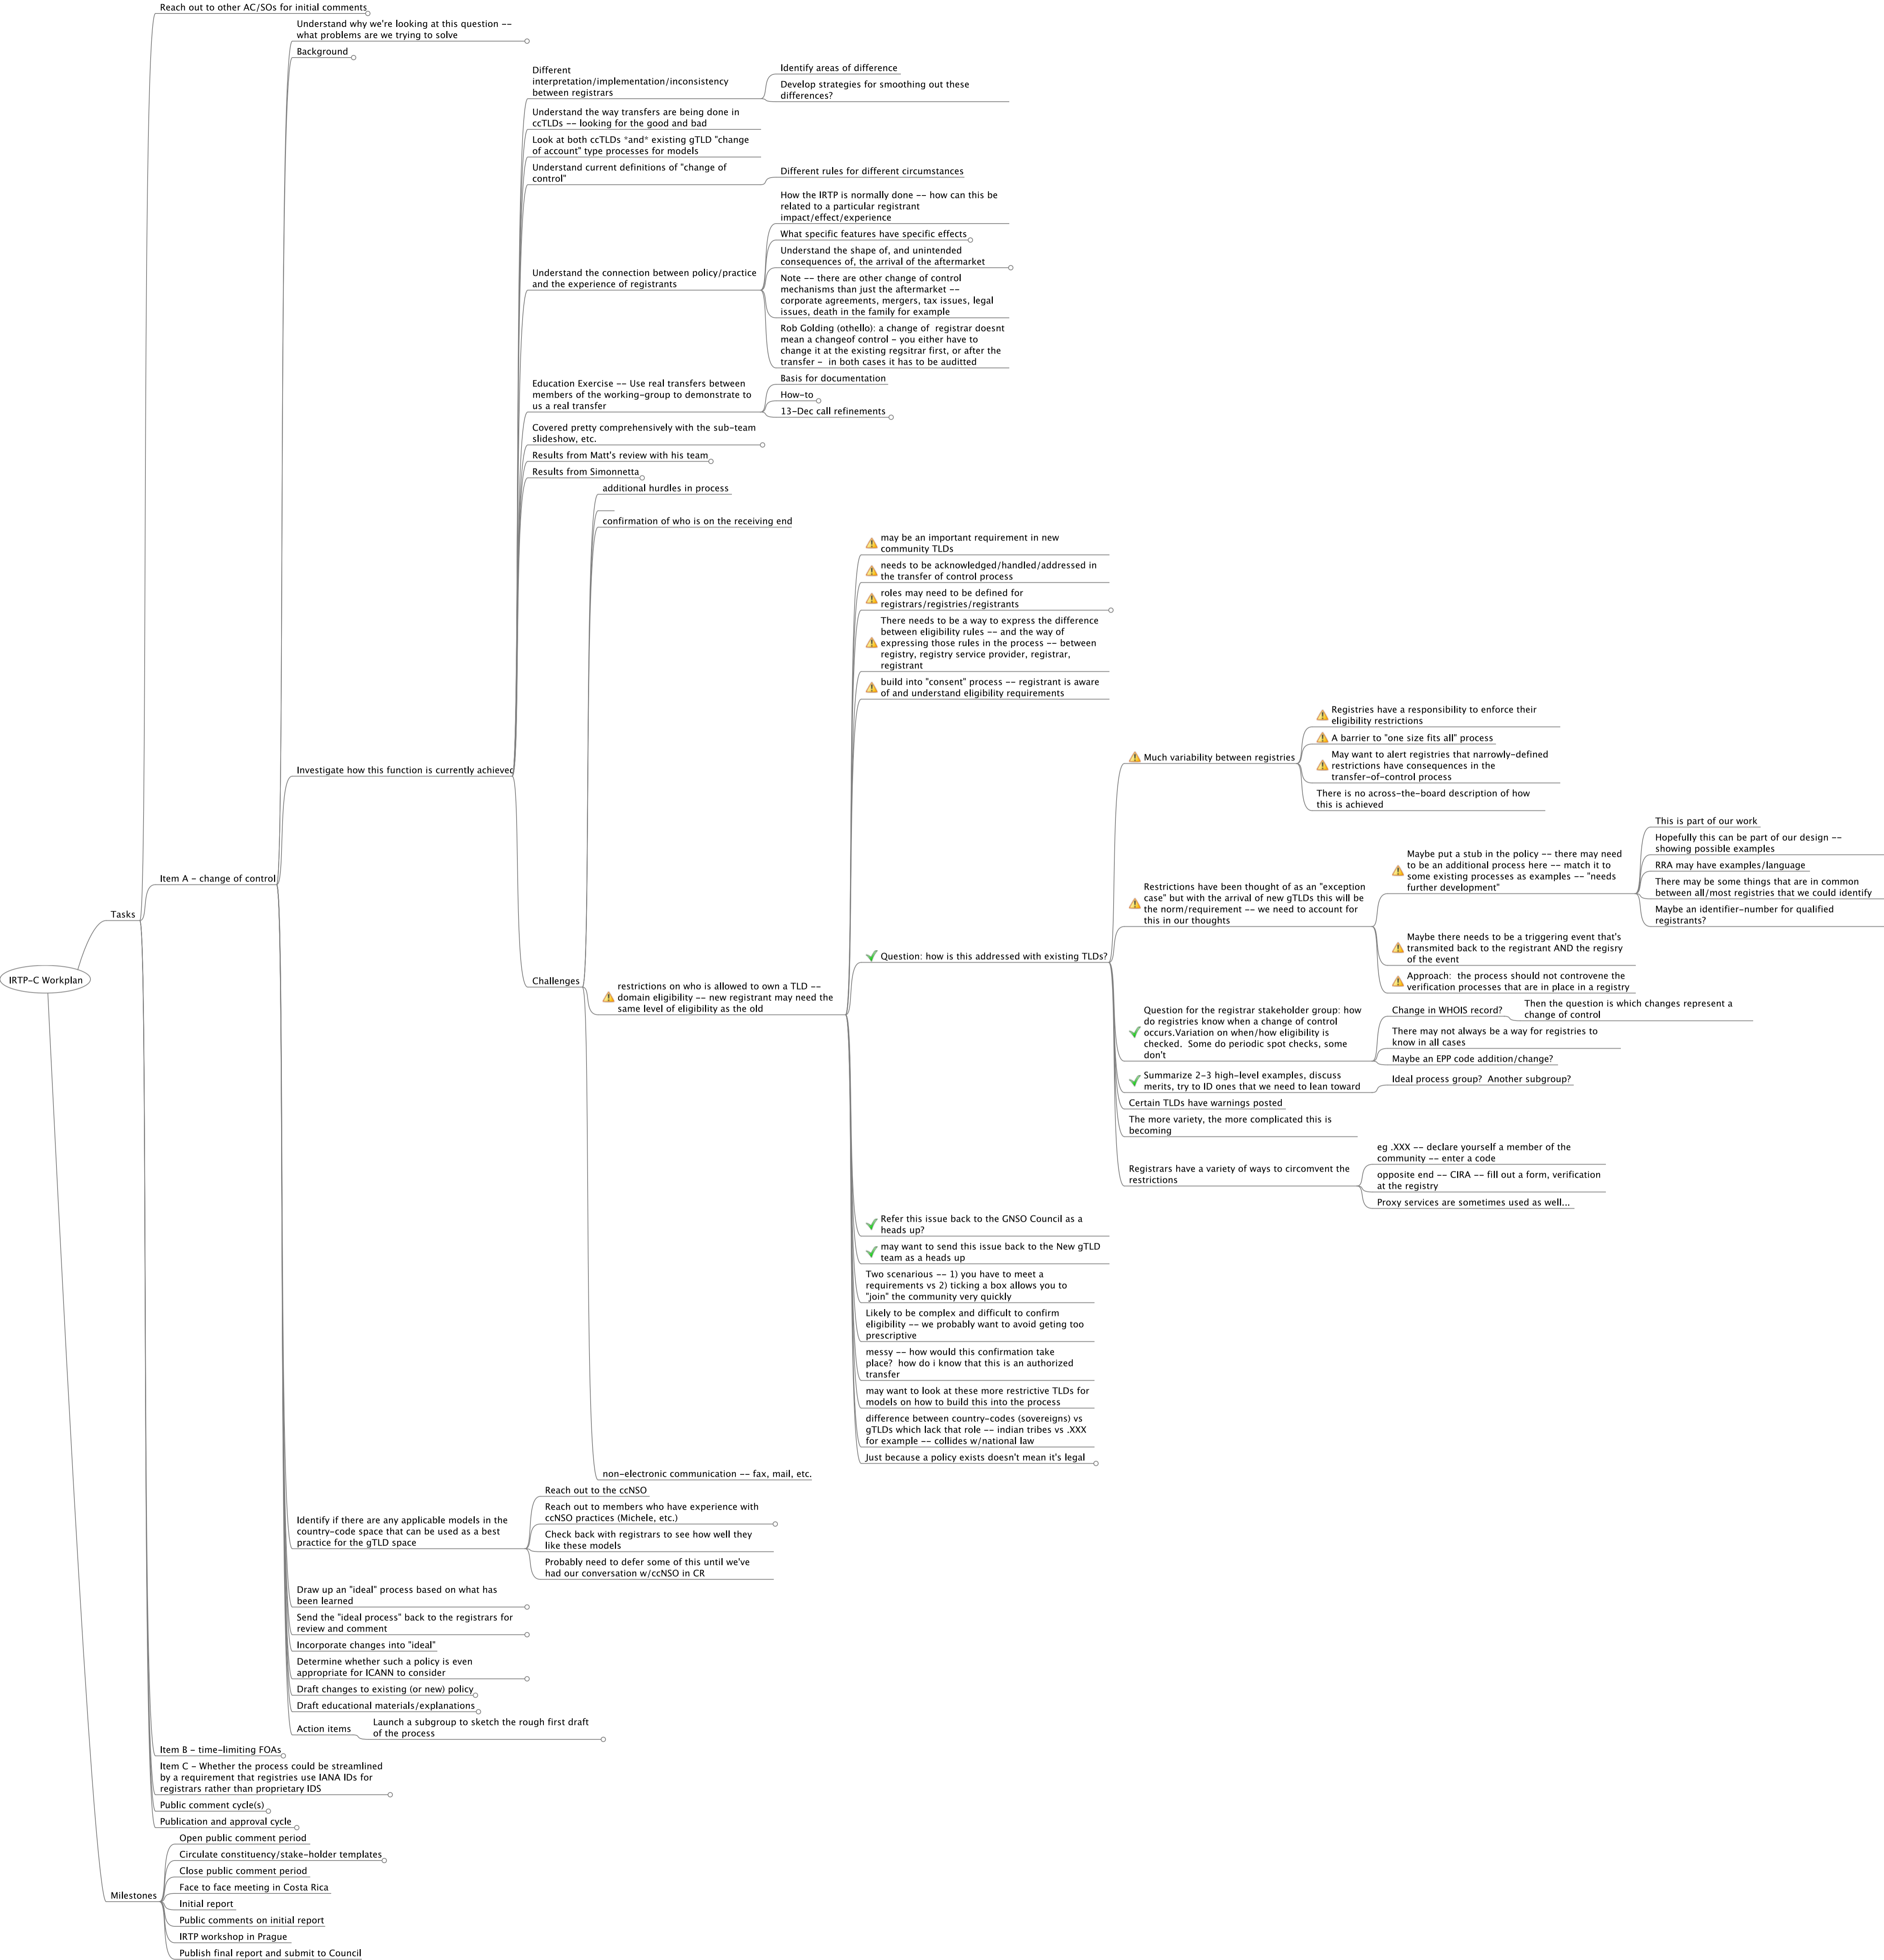 Reach out to other AC/SOs for initial comments
Understand why we're looking at this question --
what problems are we trying to solve
Background
Different
interpretation/implementation/inconsistency
between registrars
Identify areas of difference
Develop strategies for smoothing out these
differences?
Understand the way transfers are being done in
ccTLDs -- looking for the good and bad
Look at both ccTLDs *and* existing gTLD "change
of account" type processes for models
Understand current definitions of "change of
control"
Different rules for different circumstances
How the IRTP is normally done -- how can this be
related to a particular registrant
impact/effect/experience
What specific features have specific effects
Understand the shape of, and unintended
consequences of, the arrival of the aftermarket
Understand the connection between policy/practice
and the experience of registrants
Note -- there are other change of control
mechanisms than just the aftermarket --
corporate agreements, mergers, tax issues, legal
issues, death in the family for example
Rob Golding (othello): a change of  registrar doesnt
mean a changeof control - you either have to
change it at the existing regsitrar first, or after the
transfer -  in both cases it has to be auditted
Education Exercise -- Use real transfers between
members of the working-group to demonstrate to
us a real transfer
Basis for documentation
How-to
13-Dec call refinements
Covered pretty comprehensively with the sub-team
slideshow, etc.
Results from Matt's review with his team
Results from Simonnetta
additional hurdles in process
confirmation of who is on the receiving end
may be an important requirement in new
community TLDs
needs to be acknowledged/handled/addressed in
the transfer of control process
roles may need to be defined for
registrars/registries/registrants
There needs to be a way to express the difference
between eligibility rules -- and the way of
expressing those rules in the process -- between
registry, registry service provider, registrar,
registrant
build into "consent" process -- registrant is aware
of and understand eligibility requirements
Registries have a responsibility to enforce their
eligibility restrictions
A barrier to "one size fits all" process
Much variability between registries
May want to alert registries that narrowly-defined
restrictions have consequences in the
transfer-of-control process
There is no across-the-board description of how
this is achieved
Investigate how this function is currently achieved
This is part of our work
Hopefully this can be part of our design --
showing possible examples
Maybe put a stub in the policy -- there may need
to be an additional process here -- match it to
some existing processes as examples -- "needs
further development"
RRA may have examples/language
There may be some things that are in common
between all/most registries that we could identify
Maybe an identifier-number for qualified
registrants?
Item A - change of control
Restrictions have been thought of as an "exception
case" but with the arrival of new gTLDs this will be
the norm/requirement -- we need to account for
this in our thoughts
Tasks
Maybe there needs to be a triggering event that's
transmited back to the registrant AND the regisry
of the event
Question: how is this addressed with existing TLDs?
Approach:  the process should not controvene the
verification processes that are in place in a registry
IRTP-C Workplan
Challenges
restrictions on who is allowed to own a TLD --
domain eligibility -- new registrant may need the
same level of eligibility as the old
Question for the registrar stakeholder group: how
do registries know when a change of control
occurs.Variation on when/how eligibility is
checked.  Some do periodic spot checks, some
don't
Change in WHOIS record?
Then the question is which changes represent a
change of control
There may not always be a way for registries to
know in all cases
Maybe an EPP code addition/change?
Summarize 2-3 high-level examples, discuss
merits, try to ID ones that we need to lean toward
Ideal process group?  Another subgroup?
Certain TLDs have warnings posted
The more variety, the more complicated this is
becoming
Registrars have a variety of ways to circomvent the
restrictions
eg .XXX -- declare yourself a member of the
community -- enter a code
opposite end -- CIRA -- fill out a form, verification
at the registry
Proxy services are sometimes used as well...
Refer this issue back to the GNSO Council as a
heads up?
may want to send this issue back to the New gTLD
team as a heads up
Two scenarious -- 1) you have to meet a
requirements vs 2) ticking a box allows you to
"join" the community very quickly
Likely to be complex and difficult to confirm
eligibility -- we probably want to avoid geting too
prescriptive
messy -- how would this confirmation take
place?  how do i know that this is an authorized
transfer
may want to look at these more restrictive TLDs for
models on how to build this into the process
difference between country-codes (sovereigns) vs
gTLDs which lack that role -- indian tribes vs .XXX
for example -- collides w/national law
Just because a policy exists doesn't mean it's legal
non-electronic communication -- fax, mail, etc.
Identify if there are any applicable models in the
country-code space that can be used as a best
practice for the gTLD space
Reach out to the ccNSO
Reach out to members who have experience with
ccNSO practices (Michele, etc.)
Check back with registrars to see how well they
like these models
Probably need to defer some of this until we've
had our conversation w/ccNSO in CR
Draw up an "ideal" process based on what has
been learned
Send the "ideal process" back to the registrars for
review and comment
Incorporate changes into "ideal"
Determine whether such a policy is even
appropriate for ICANN to consider
Draft changes to existing (or new) policy
Draft educational materials/explanations
Action items
Launch a subgroup to sketch the rough first draft
of the process
Item B - time-limiting FOAs
Item C - Whether the process could be streamlined
by a requirement that registries use IANA IDs for
registrars rather than proprietary IDS
Public comment cycle(s)
Publication and approval cycle
Milestones
Open public comment period
Circulate constituency/stake-holder templates
Close public comment period
Face to face meeting in Costa Rica
Initial report
Public comments on initial report
IRTP workshop in Prague
Publish final report and submit to Council